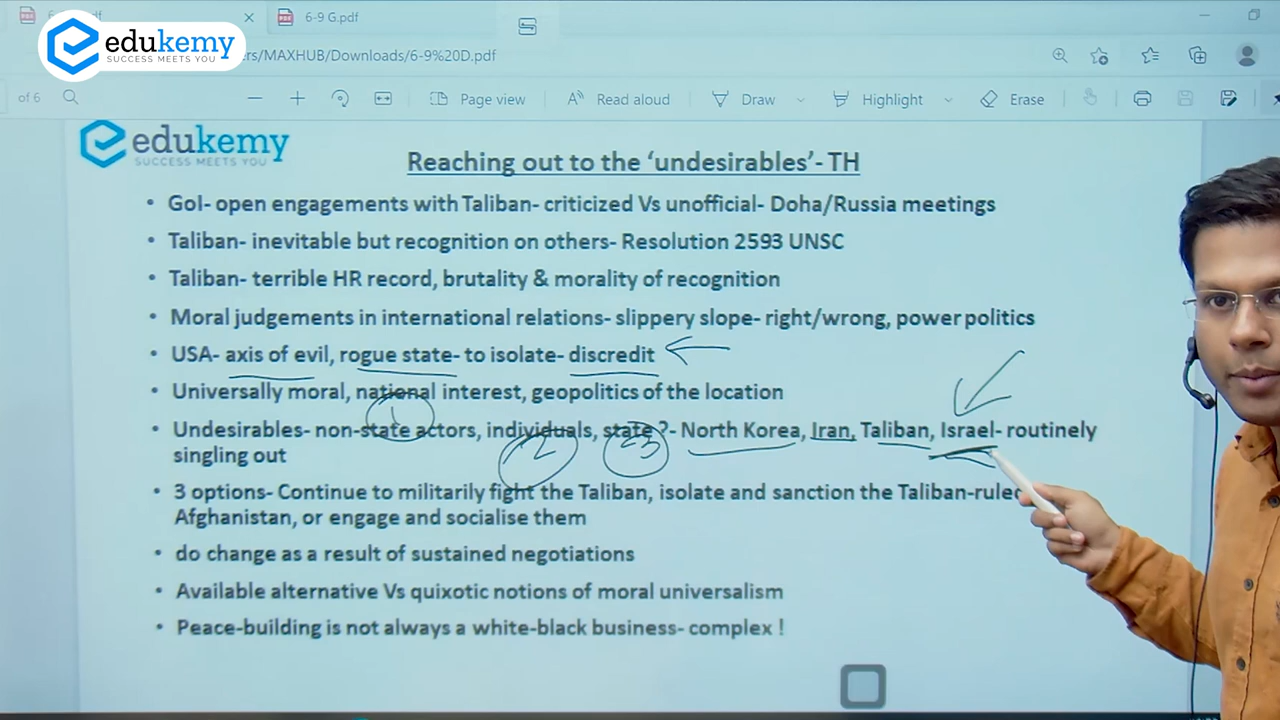 6-9 G.pdf
edukemy
SUCCESS MEETS YOU
ers/MAXHUB/Downloads/6-9%20D.pdf
of 6
Page view
Read aloud
Draw
Highlight
Erase
edukemy
SUCCESS MEETS YOU
Reaching out to the ‘undesirables’- TH
• GoI- open engagements with Taliban- criticized Vs unofficial- Doha/Russia meetings
• Taliban- inevitable but recognition on others- Resolution 2593 UNSC
• Taliban- terrible HR record, brutality & morality of recognition
• Moral judgements in international relations- slippery slope- right/wrong, power politics
• USA- axis of evil, rogue state- to isolate- discredit
• Universally moral, national interest, geopolitics of the location
1
• Undesirables- non-state actors, individuals, state ?- North Korea, Iran, Taliban, Israel- routinely
2 3
singling out
• 3 options- Continue to militarily fight the Taliban, isolate and sanction the Taliban-ruled
Afghanistan, or engage and socialise them
• do change as a result of sustained negotiations
• Available alternative Vs quixotic notions of moral universalism
• Peace-building is not always a white-black business- complex !